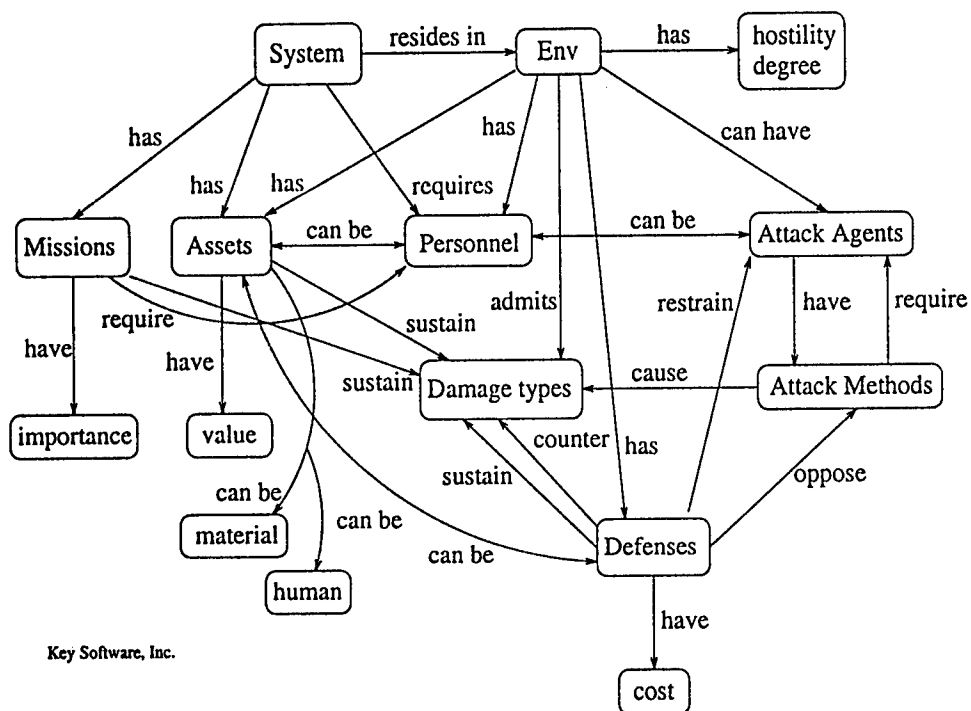 System
resides in
Env
has
hostility
degree
has
has
can have
has
has
requires
Missions
Assets
can be
Personnel
can be
Attack Agents
require
admits
restrain
have
require
have
have
sustain
sustain
Damage types
cause
Attack Methods
importance
value
counter
has
sustain
oppose
can be
material
can be
can be
Defenses
human
have
Key Software, Inc.
cost